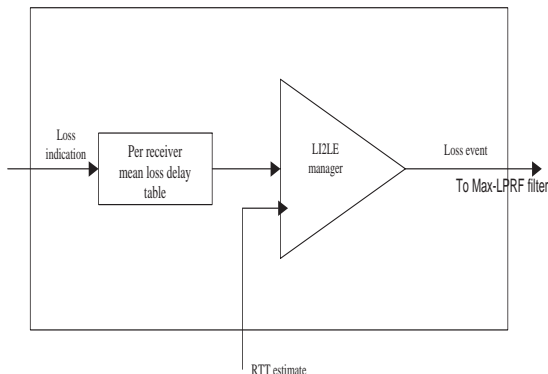 Loss
indication
Per receiver
mean loss delay
table
LI2LE
manager
Loss event
To Max-LPRF filter
RTT estimate